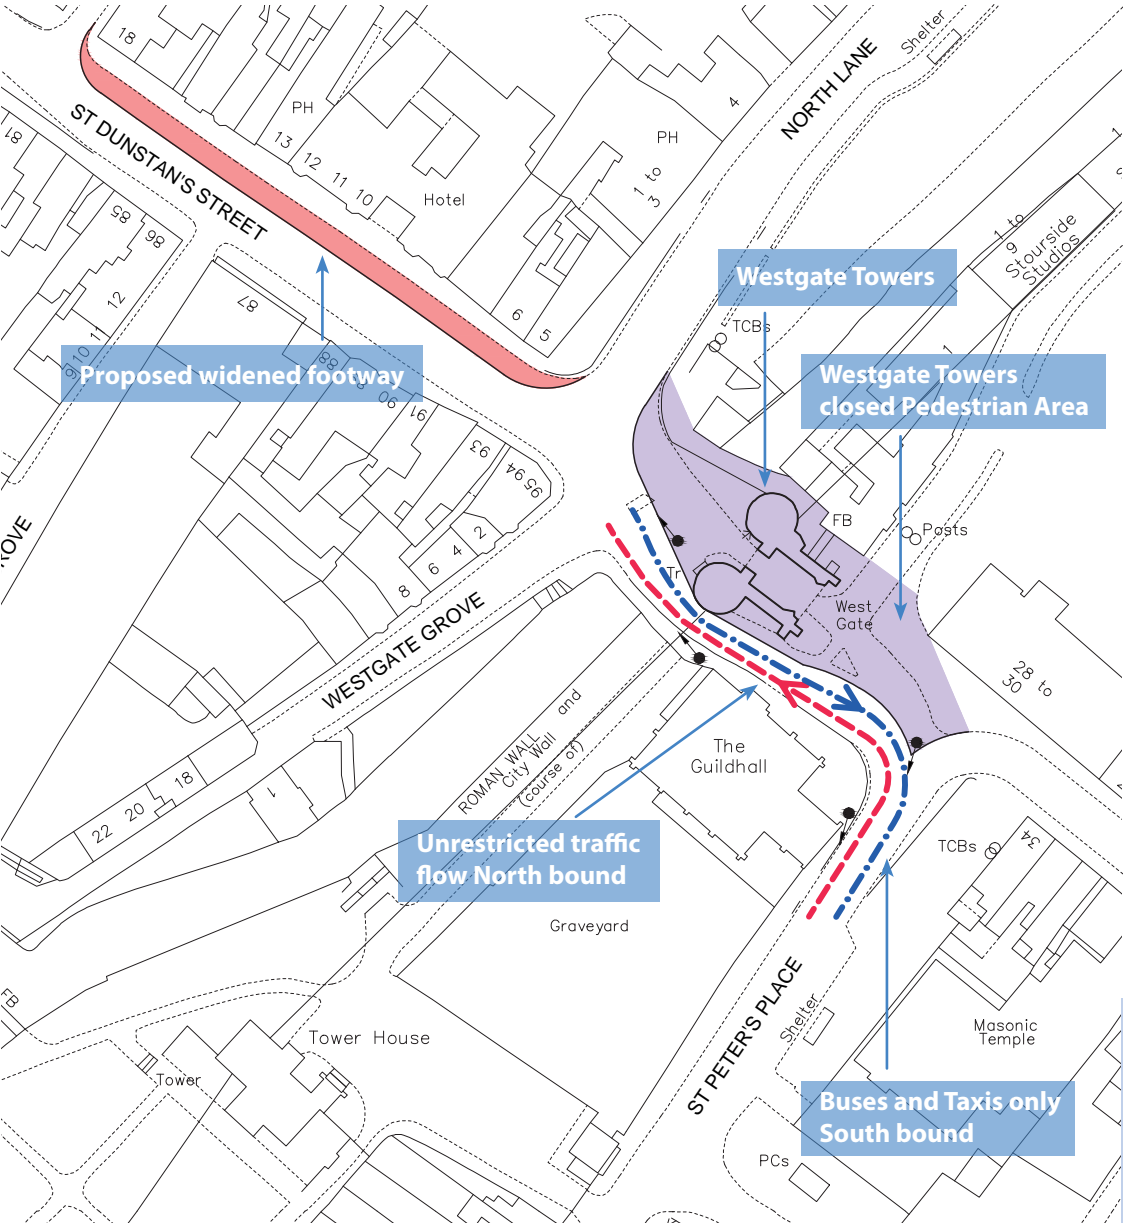 18
Shelter
NORTH LANE
PH
4
PH
81
ST DUNSTAN'S STREET
13
12
11
10
1 to
3
Hotel
85
86
1 to
9
Stourside
Studios
1
Westgate Towers
12
87
6
5
TCBs
11
10
9
88
Proposed widened footway
1
Westgate Towers
closed Pedestrian Area
90
91
93
95 94
2
4
6
8
FB
Posts
Tr
West
Gate
WESTGATE GROVE
28 to
30
ROMAN WALL and
City Wall
(course of)
The
Guildhall
18
20
22
1
Unrestricted traffic
flow North bound
TCBs
34
Graveyard
ST PETER'S PLACE
Shelter
FB
Tower House
Masonic
Temple
Tower
Buses and Taxis only
South bound
PCs